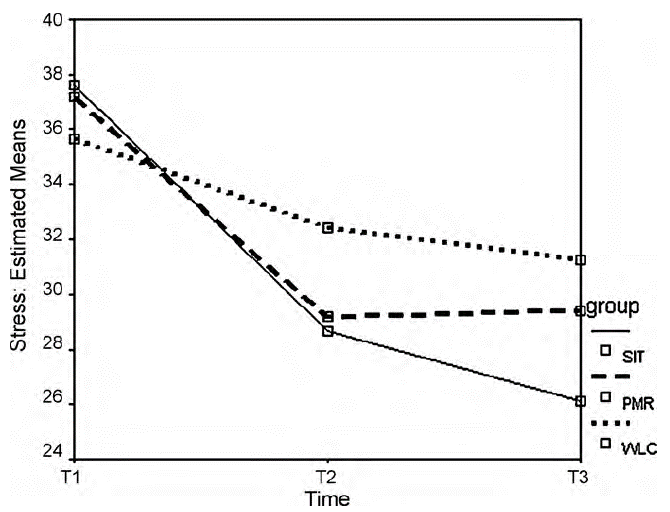 40
38
36
34
32
30
28
26
24
Stress: Estimated Means
T1 T2 T3
Time
group
SIT
PMR
WLC